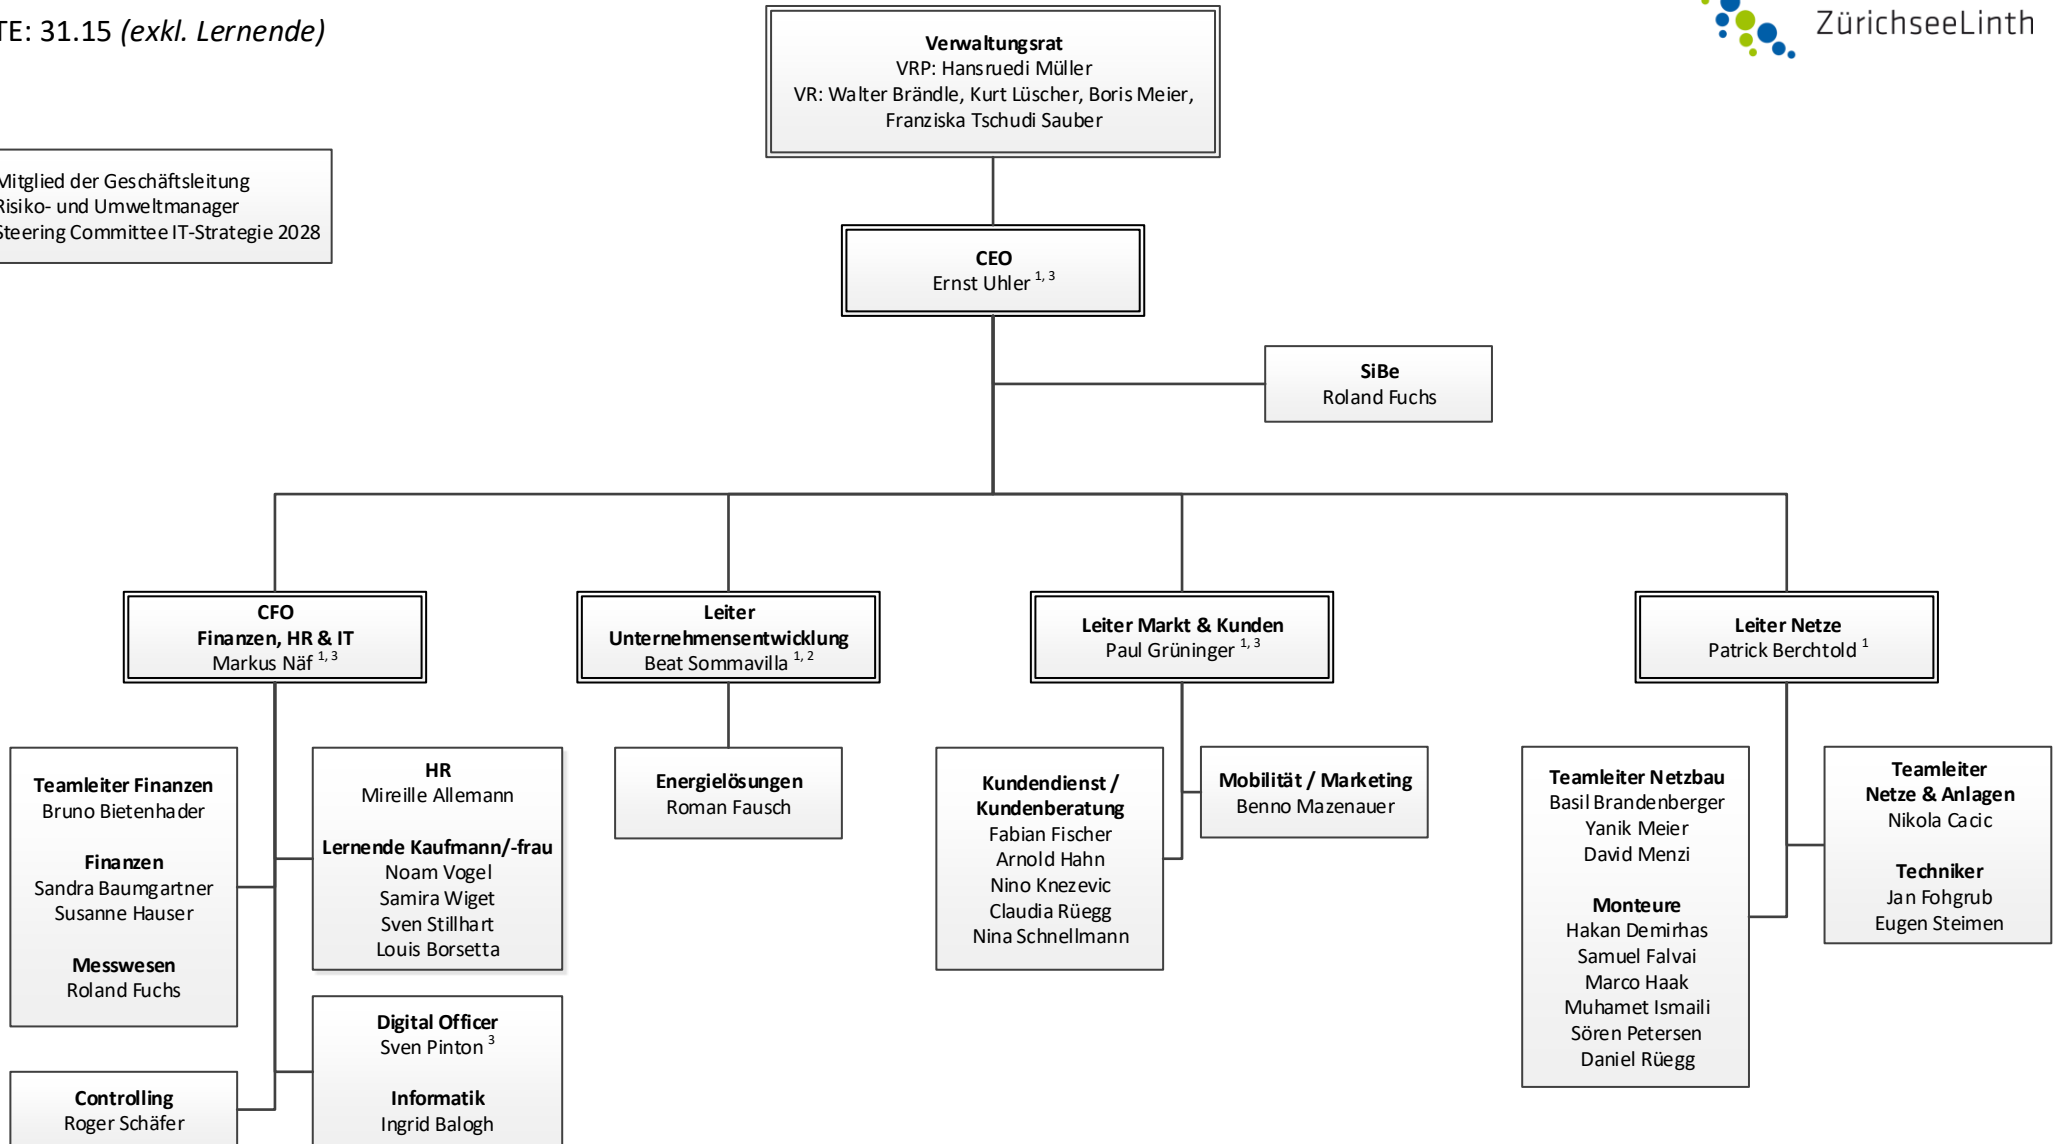 TE: 31.15 (exkl. Lernende)
ZürichseeLinth
Verwaltungsrat
VRP: Hansruedi Müller
VR: Walter Brändle, Kurt Lüscher, Boris Meier,
Franziska Tschudi Sauber
Mitglied der Geschäftsleitung
Risiko- und Umweltmanager
Steering Committee IT-Strategie 2028
CEO
Ernst Uhler 1, 3
SiBe
Roland Fuchs
CFO
Finanzen, HR & IT
Markus Näf 1, 3
Leiter
Unternehmensentwicklung
Beat Sommavilla 1, 2
Leiter Markt & Kunden
Paul Grüninger 1, 3
Leiter Netze
Patrick Berchtold 1
Teamleiter Finanzen
Bruno Bietenhader
Finanzen
Sandra Baumgartner
Susanne Hauser
Messwesen
Roland Fuchs
Controlling
Roger Schäfer
HR
Mireille Allemann
Lernende Kaufmann/-frau
Noam Vogel
Samira Wiget
Sven Stillhart
Louis Borsetta
Digital Officer
Sven Pinton 3
Informatik
Ingrid Balogh
Energielösungen
Roman Fausch
Kundendienst /
Kundenberatung
Fabian Fischer
Arnold Hahn
Nino Knezevic
Claudia Rüegg
Nina Schnellmann
Mobilität / Marketing
Benno Mazenauer
Teamleiter Netzbau
Basil Brandenberger
Yanik Meier
David Menzi
Monteure
Hakan Demirhas
Samuel Falvai
Marco Haak
Muhamet Ismaili
Sören Petersen
Daniel Rüegg
Teamleiter
Netze & Anlagen
Nikola Cacic
Techniker
Jan Fohgrub
Eugen Steimen